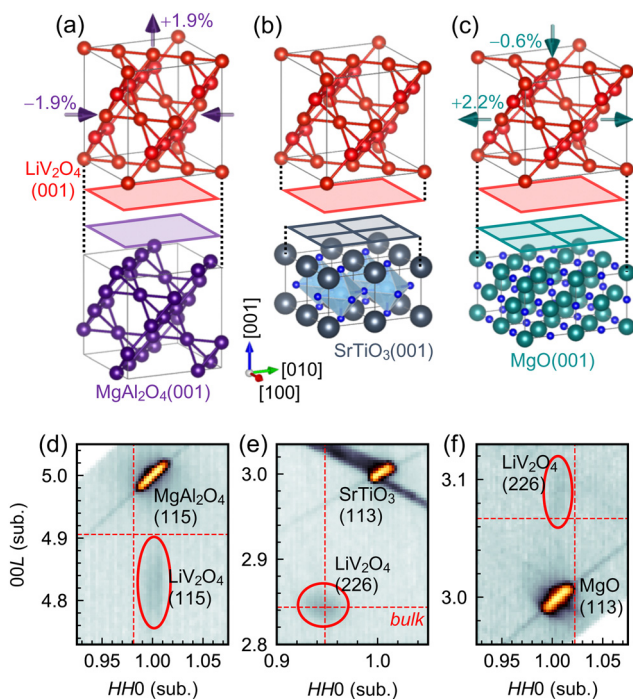 (a)
+1.9%
−1.9%
LiV₂O₄
(001)
MgAl₂O₄(001)
(b)
[001]
[010]
[100]
SrTiO₃(001)
(c)
−0.6%
+2.2%
MgO(001)
(d)
00L (sub.)
5.0
4.9
4.8
MgAl₂O₄
(115)
LiV₂O₄
(115)
0.95 1.00 1.05
HH0 (sub.)
(e)
3.0
2.9
2.8
SrTiO₃
(113)
LiV₂O₄
(226)
bulk
0.9 1.0
HH0 (sub.)
(f)
3.1
3.0
LiV₂O₄
(226)
MgO
(113)
0.95 1.00 1.05
HH0 (sub.)